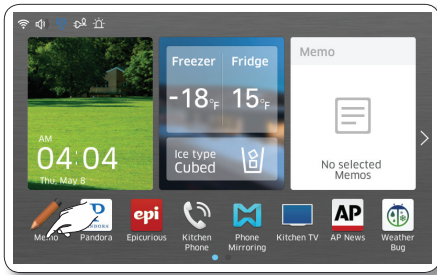 Freezer Fridge
-18°F 15°F
Memo
AM
04:04
Thu, May 8
Ice type
Cubed
No selected
Memos
epi
AP
Memo
Pandora
Epicurious
Kitchen
Phone
Phone
Mirroring
Kitchen TV
AP News
Weather
Bug